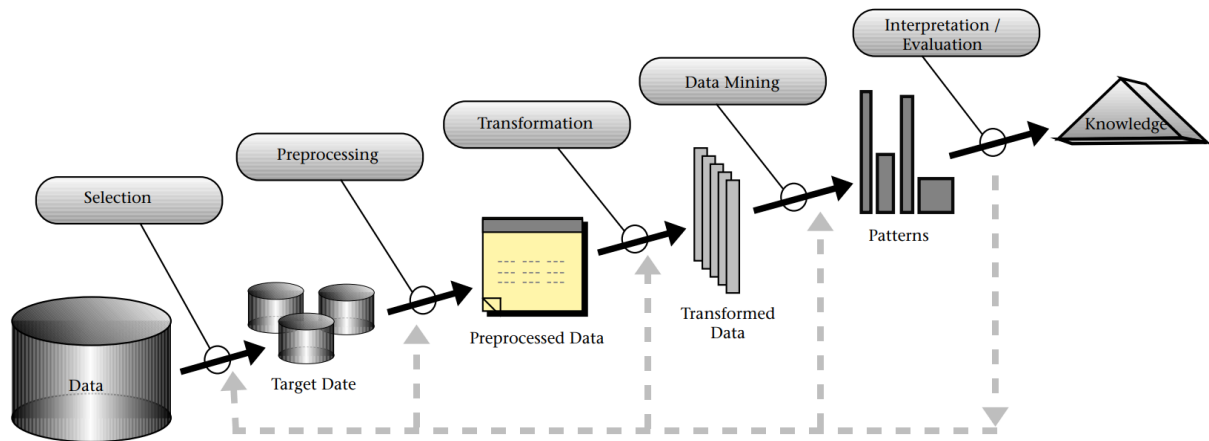 Interpretation /
Evaluation
Data Mining
Transformation
Preprocessing
Selection
Data
Target Date
Preprocessed Data
Transformed
Data
Patterns
Knowledge